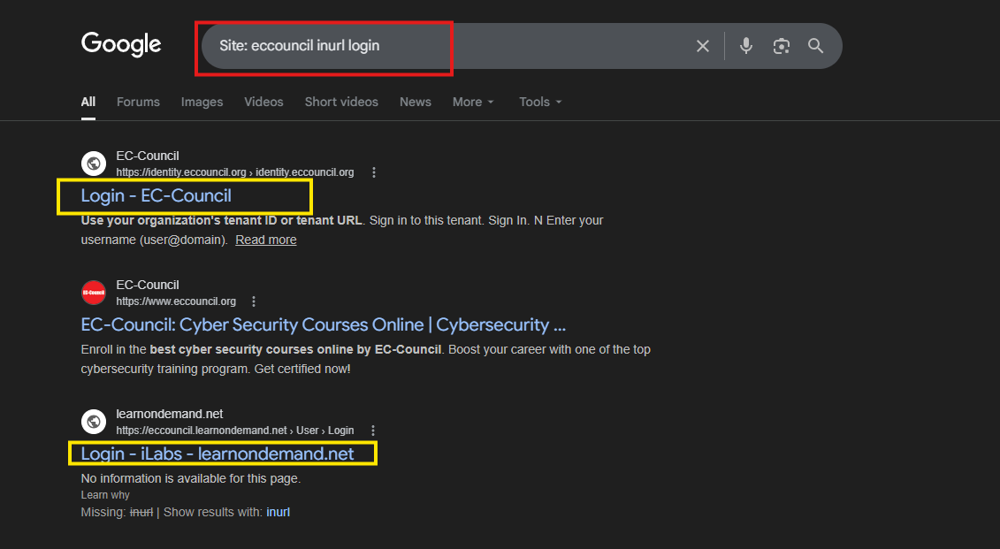 Google
Site: eccouncil inurl login
All Forums Images Videos Short videos News More Tools
EC-Council
https://identity.eccouncil.org › identity.eccouncil.org
Login - EC-Council
Use your organization's tenant ID or tenant URL. Sign in to this tenant. Sign In. N Enter your
username (user@domain). Read more
EC-Council
EC-Council
https://www.eccouncil.org
EC-Council: Cyber Security Courses Online | Cybersecurity ...
Enroll in the best cyber security courses online by EC-Council. Boost your career with one of the top
cybersecurity training program. Get certified now!
learnondemand.net
https://eccouncil.learnondemand.net › User › Login
Login - iLabs - learnondemand.net
No information is available for this page.
Learn why
Missing: inurl | Show results with: inurl